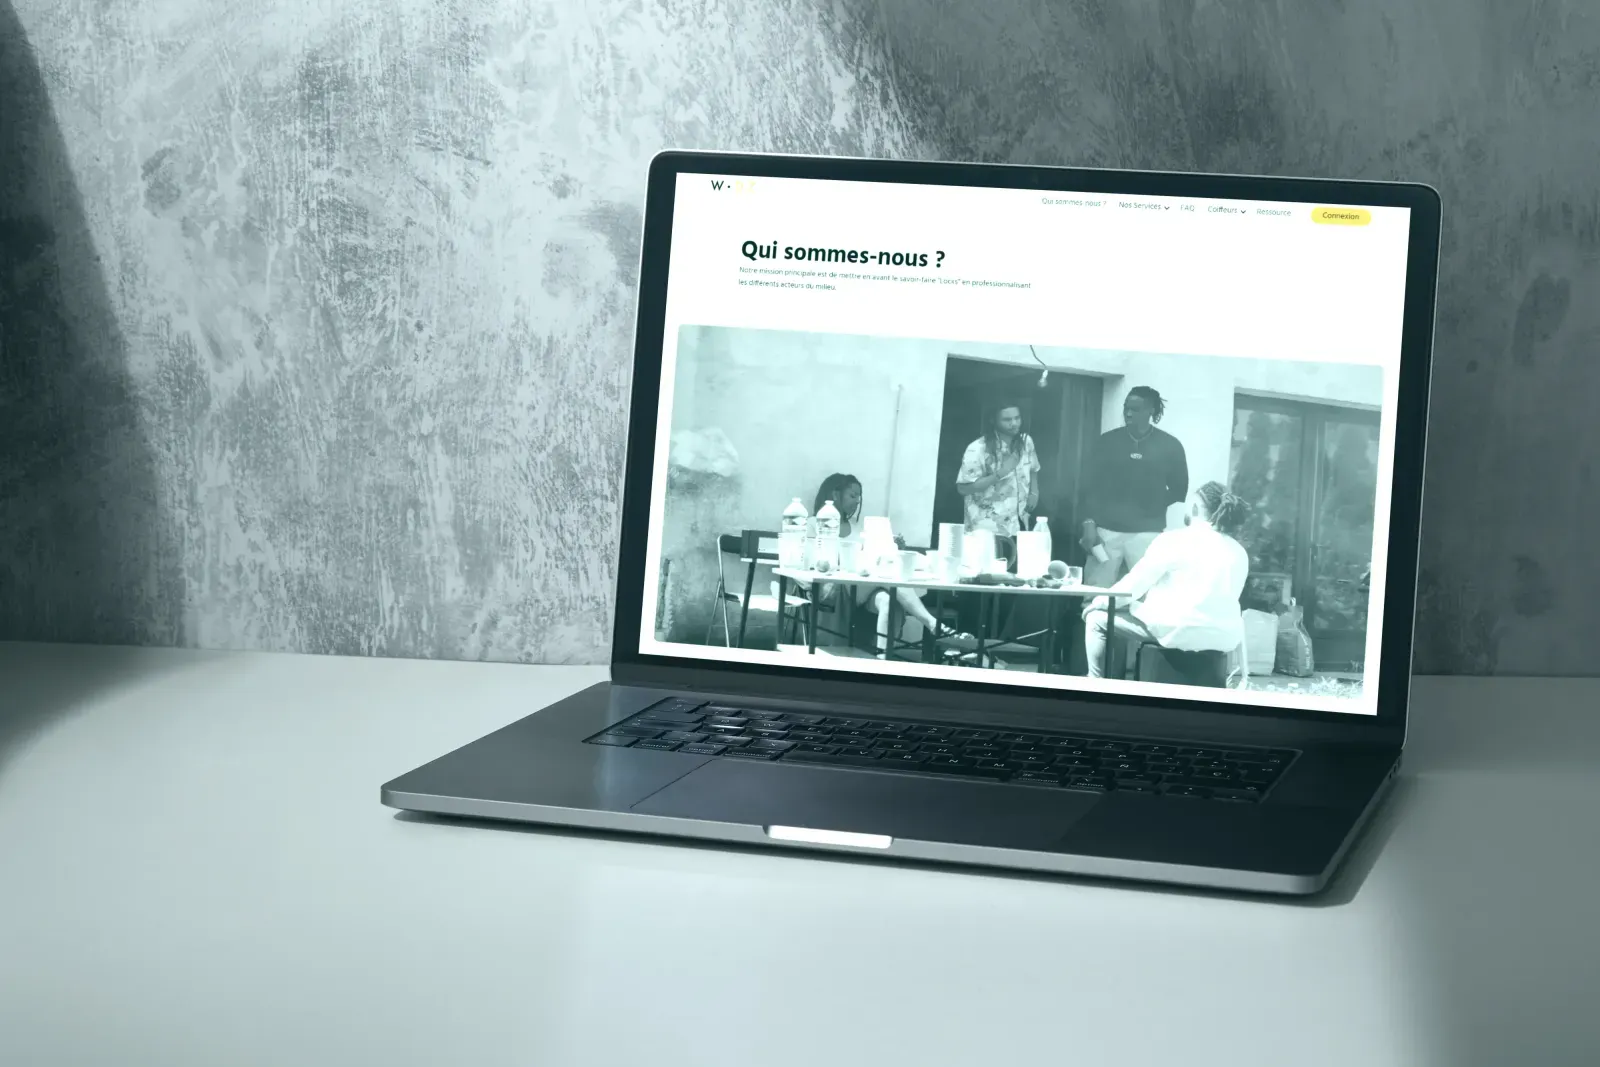 W.
Qui sommes-nous ?
Nos Services
FAQ
Coiffeurs
Ressource
Connexion
Qui sommes-nous ?
Notre mission principale est de mettre en avant le savoir-faire "Locks" en professionnalisant
les différents acteurs du milieu.